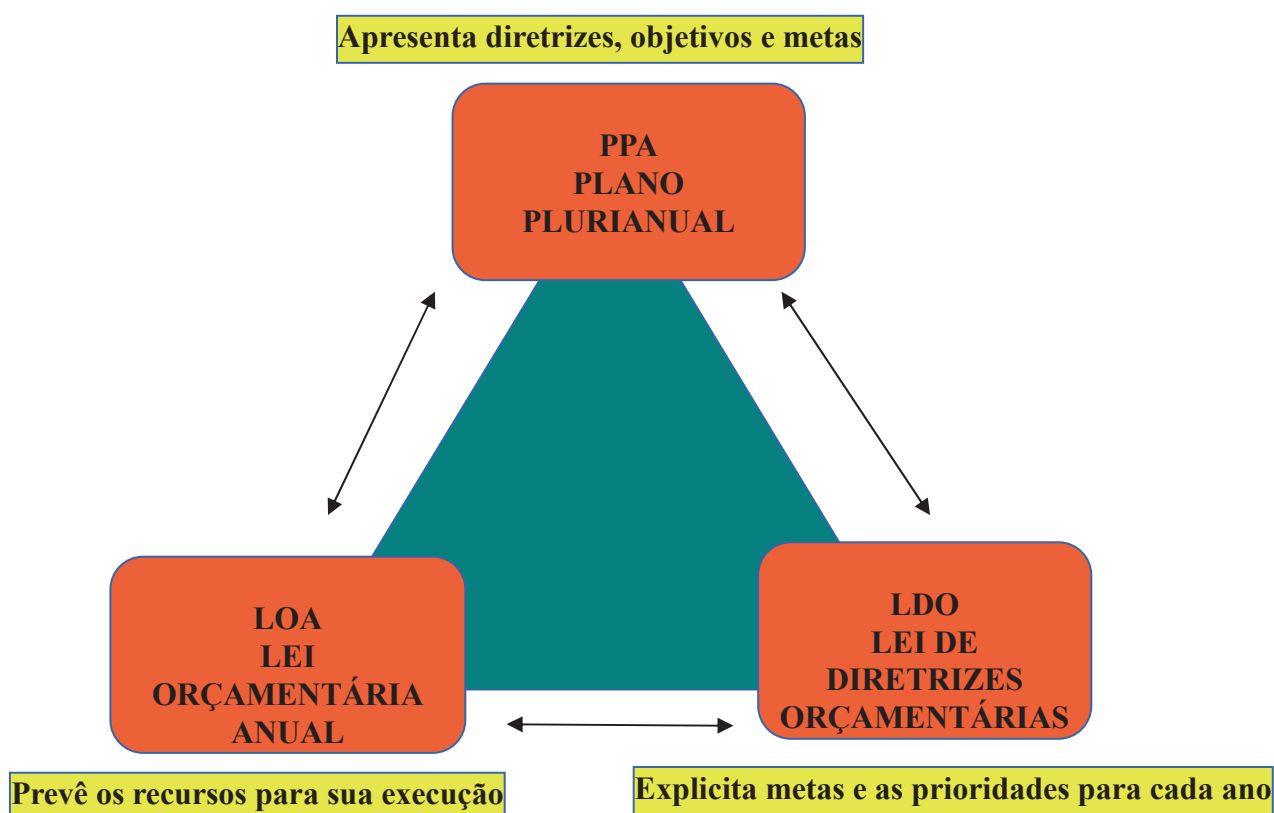 Apresenta diretrizes, objetivos e metas
PPA
PLANO
PLURIANUAL
LOA
LEI
ORÇAMENTÁRIA
ANUAL
LDO
LEI DE
DIRETRIZES
ORÇAMENTÁRIAS
Prevê os recursos para sua execução
Explicita metas e as prioridades para cada ano